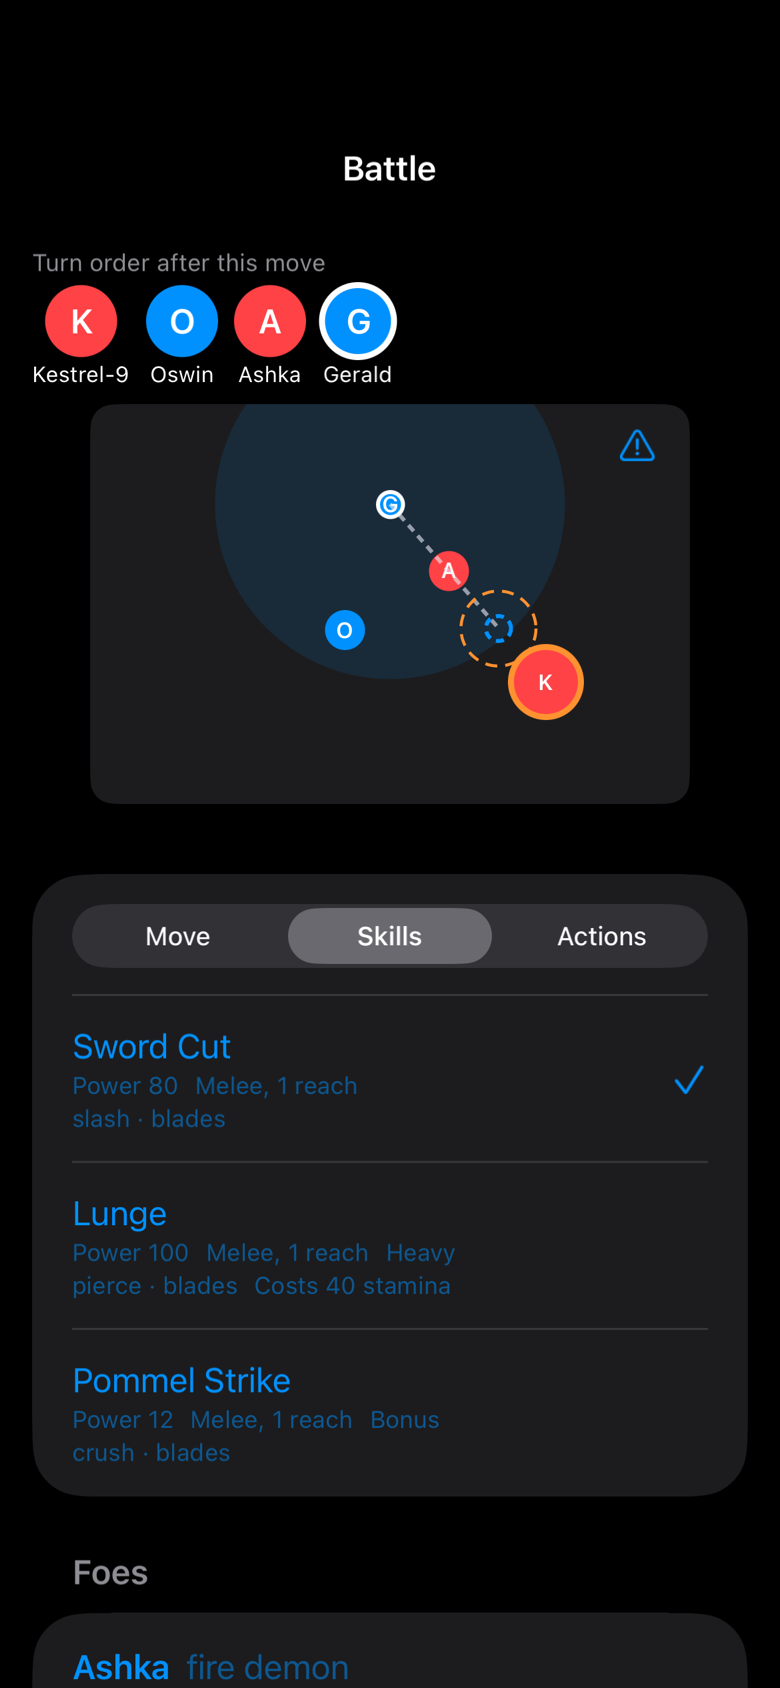 Battle
Turn order after this move
K O A G
Kestrel-9 Oswin Ashka Gerald
G
A
O
K
Move Skills Actions
Sword Cut
Power 80 Melee, 1 reach
slash · blades
Lunge
Power 100 Melee, 1 reach Heavy
pierce · blades Costs 40 stamina
Pommel Strike
Power 12 Melee, 1 reach Bonus
crush · blades
Foes
Ashka fire demon